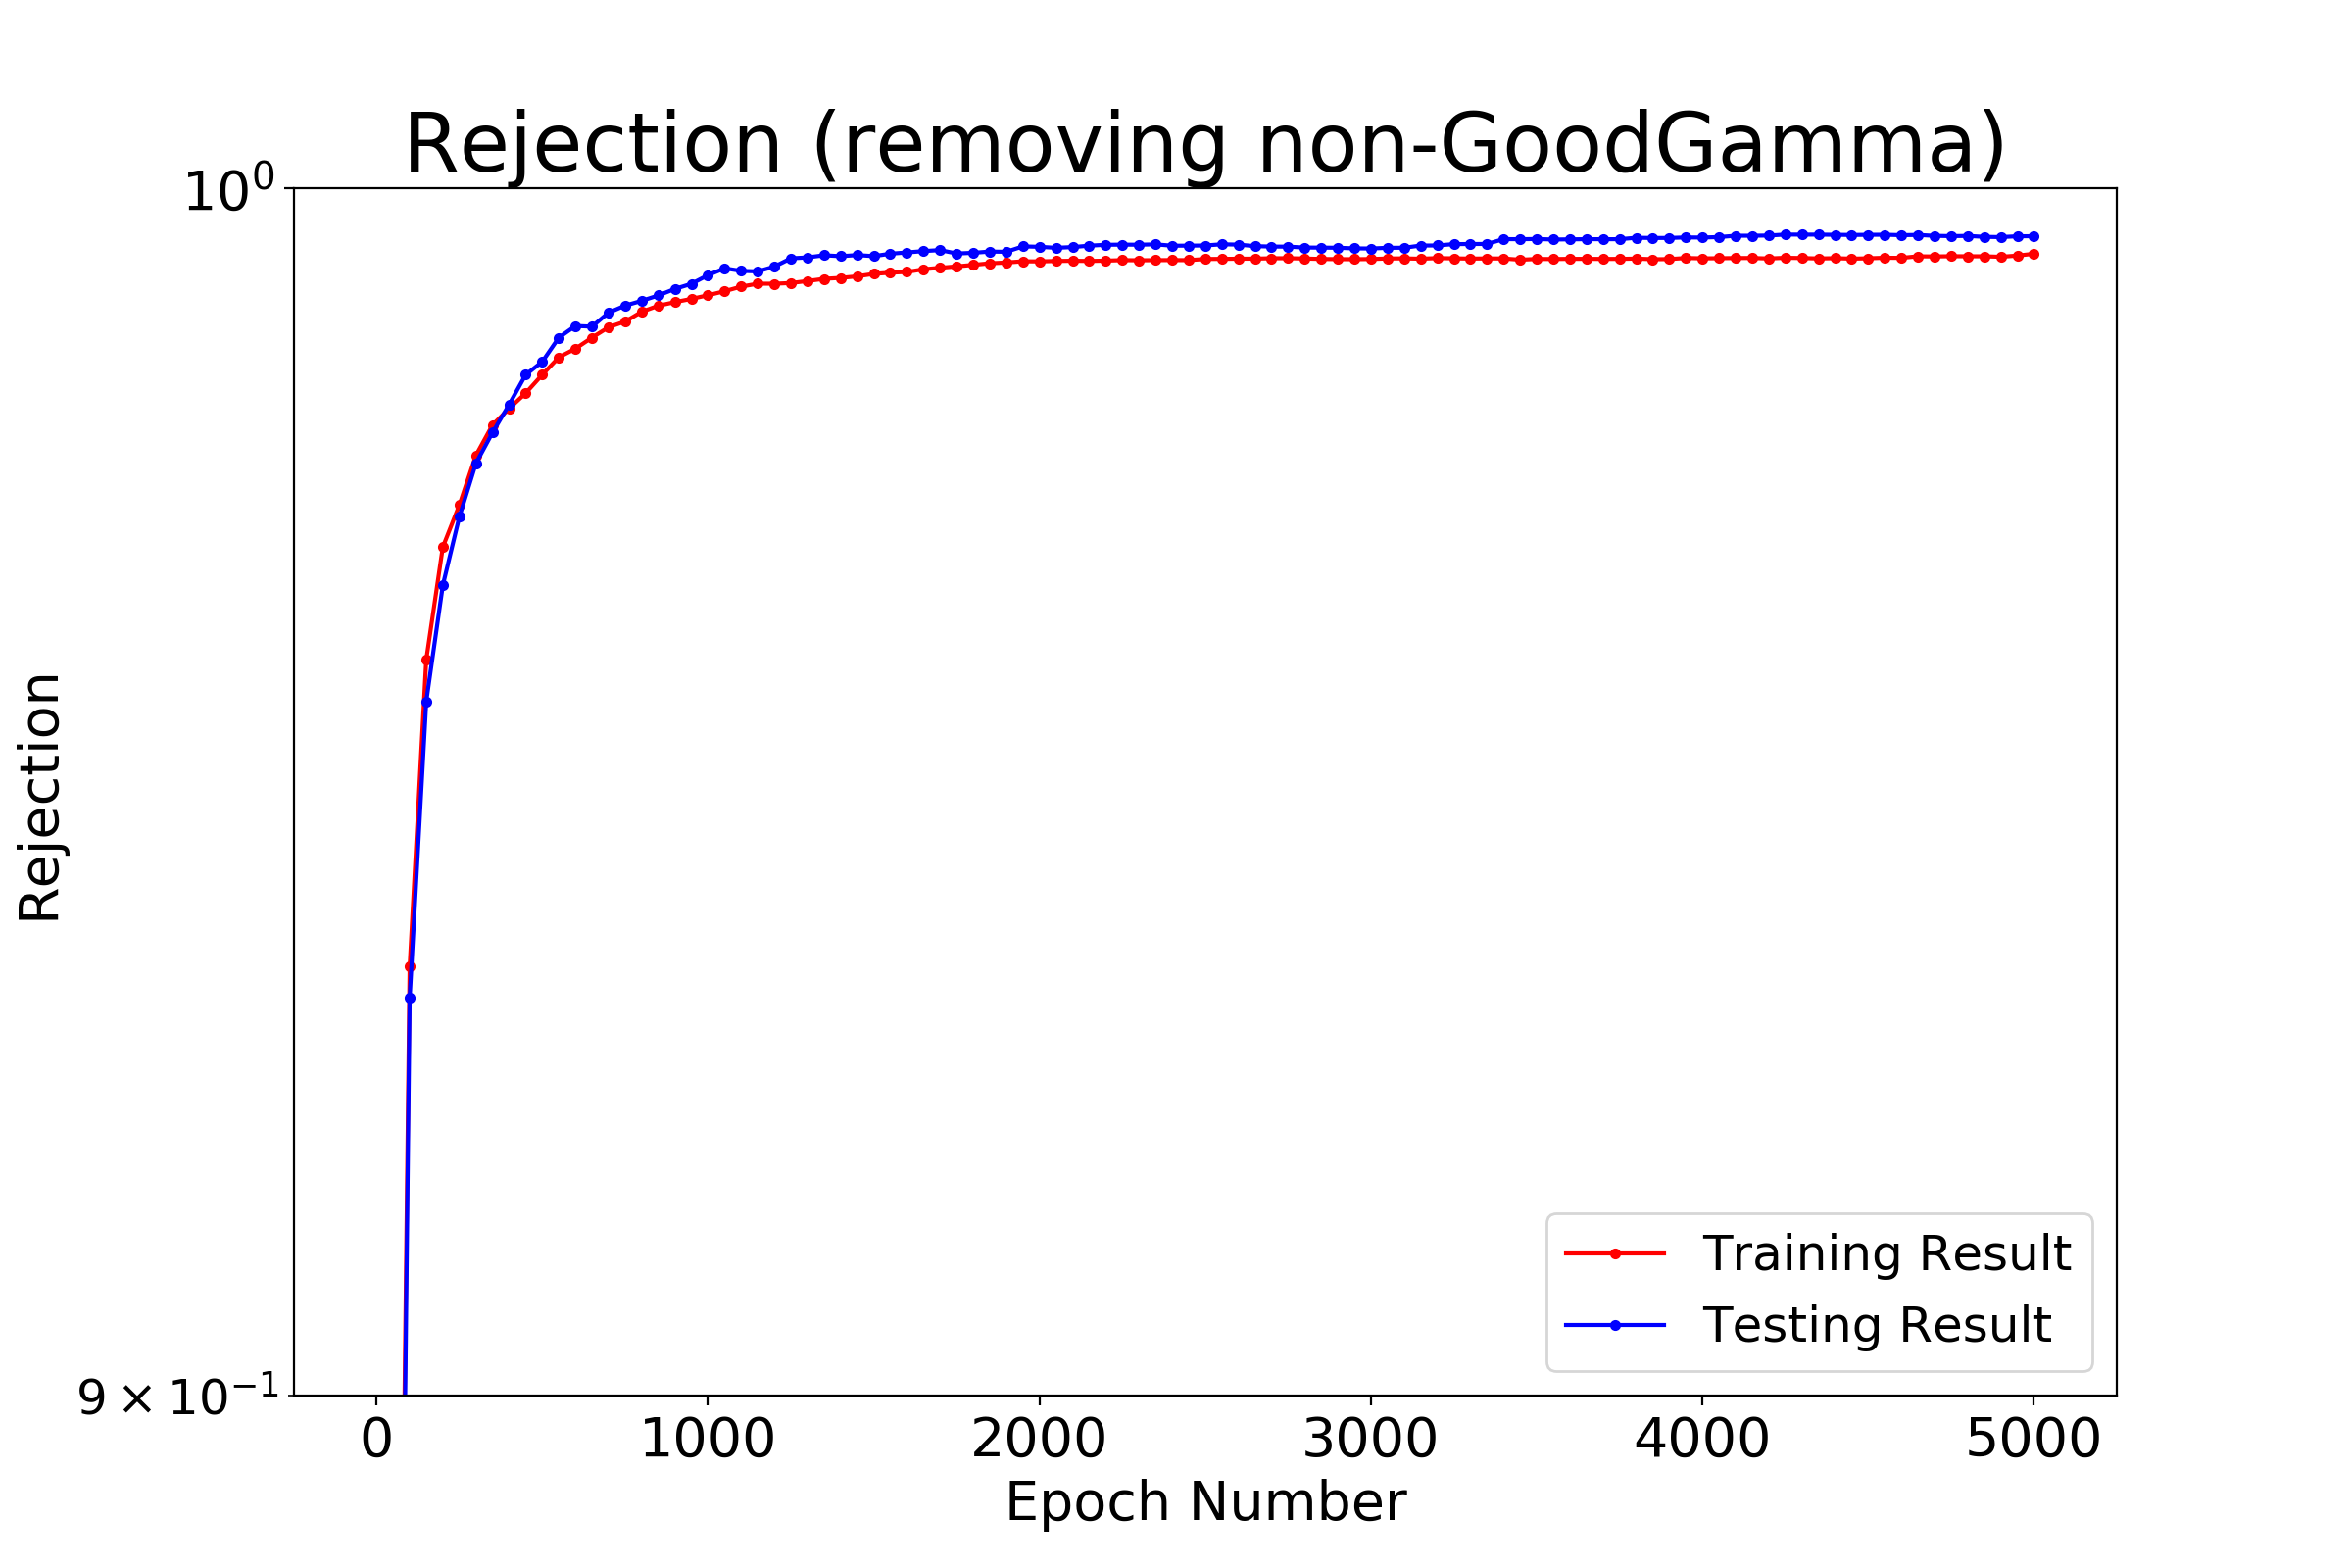 Rejection (removing non-GoodGamma)
10⁰
Rejection
9 × 10⁻¹
Training Result
Testing Result
0 1000 2000 3000 4000 5000
Epoch Number